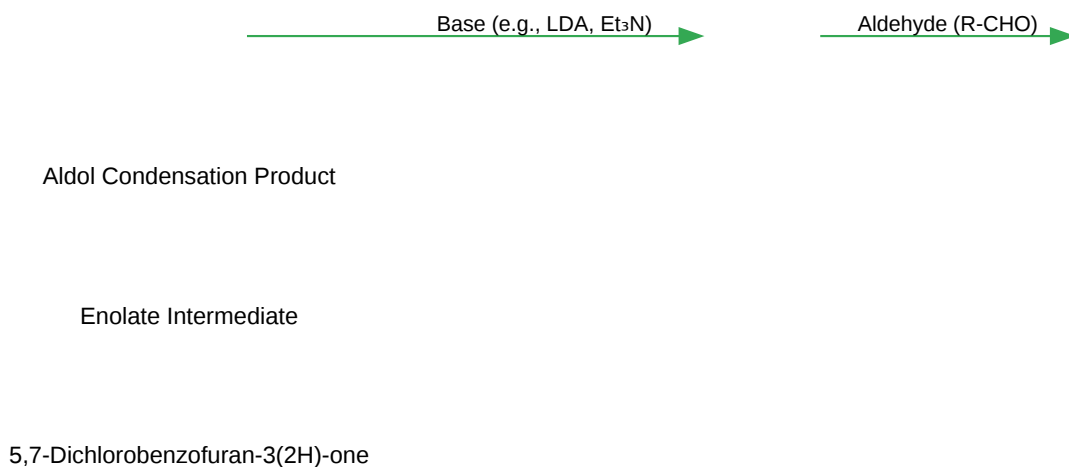 Base (e.g., LDA, Et₃N)
Aldehyde (R-CHO)
Aldol Condensation Product
Enolate Intermediate
5,7-Dichlorobenzofuran-3(2H)-one